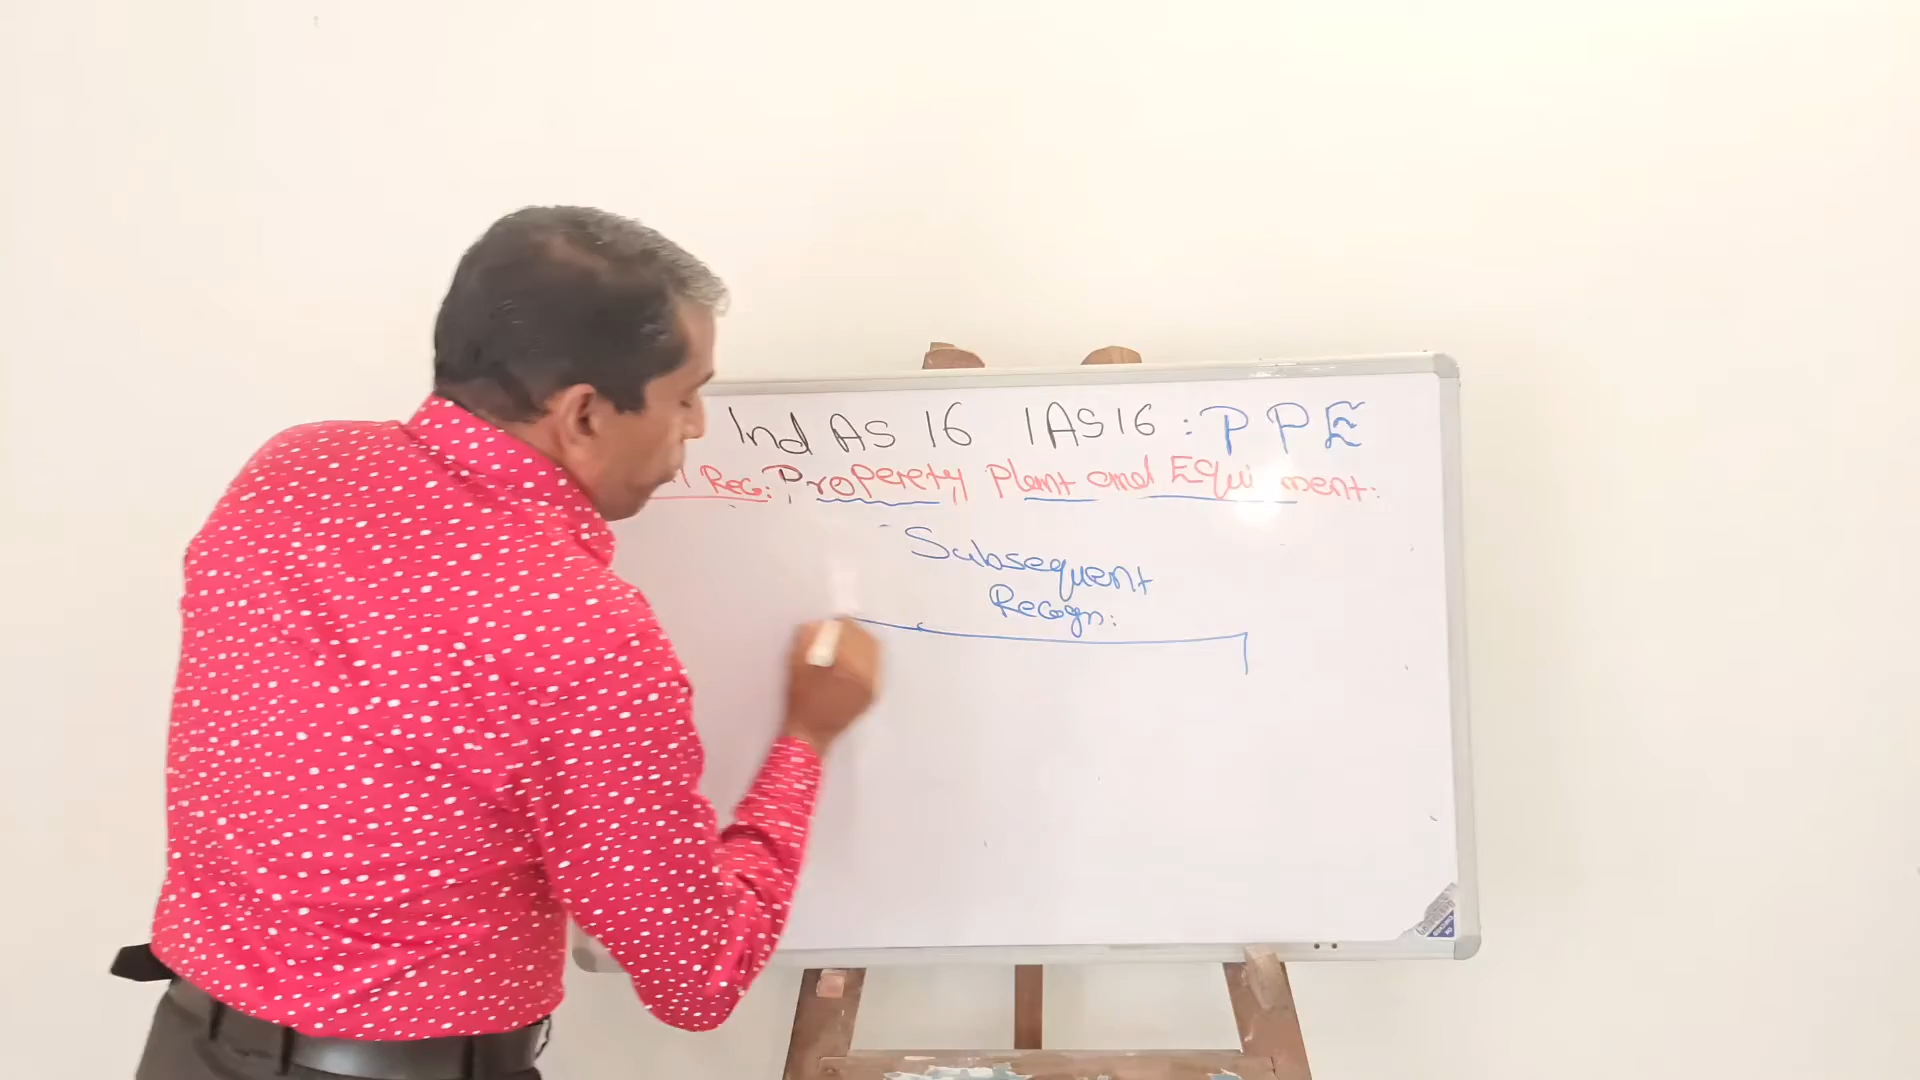 Ind AS 16 IAS16 : PPE
Rec: Properety Plant and Equi ment:
Subsequent
Recogn: